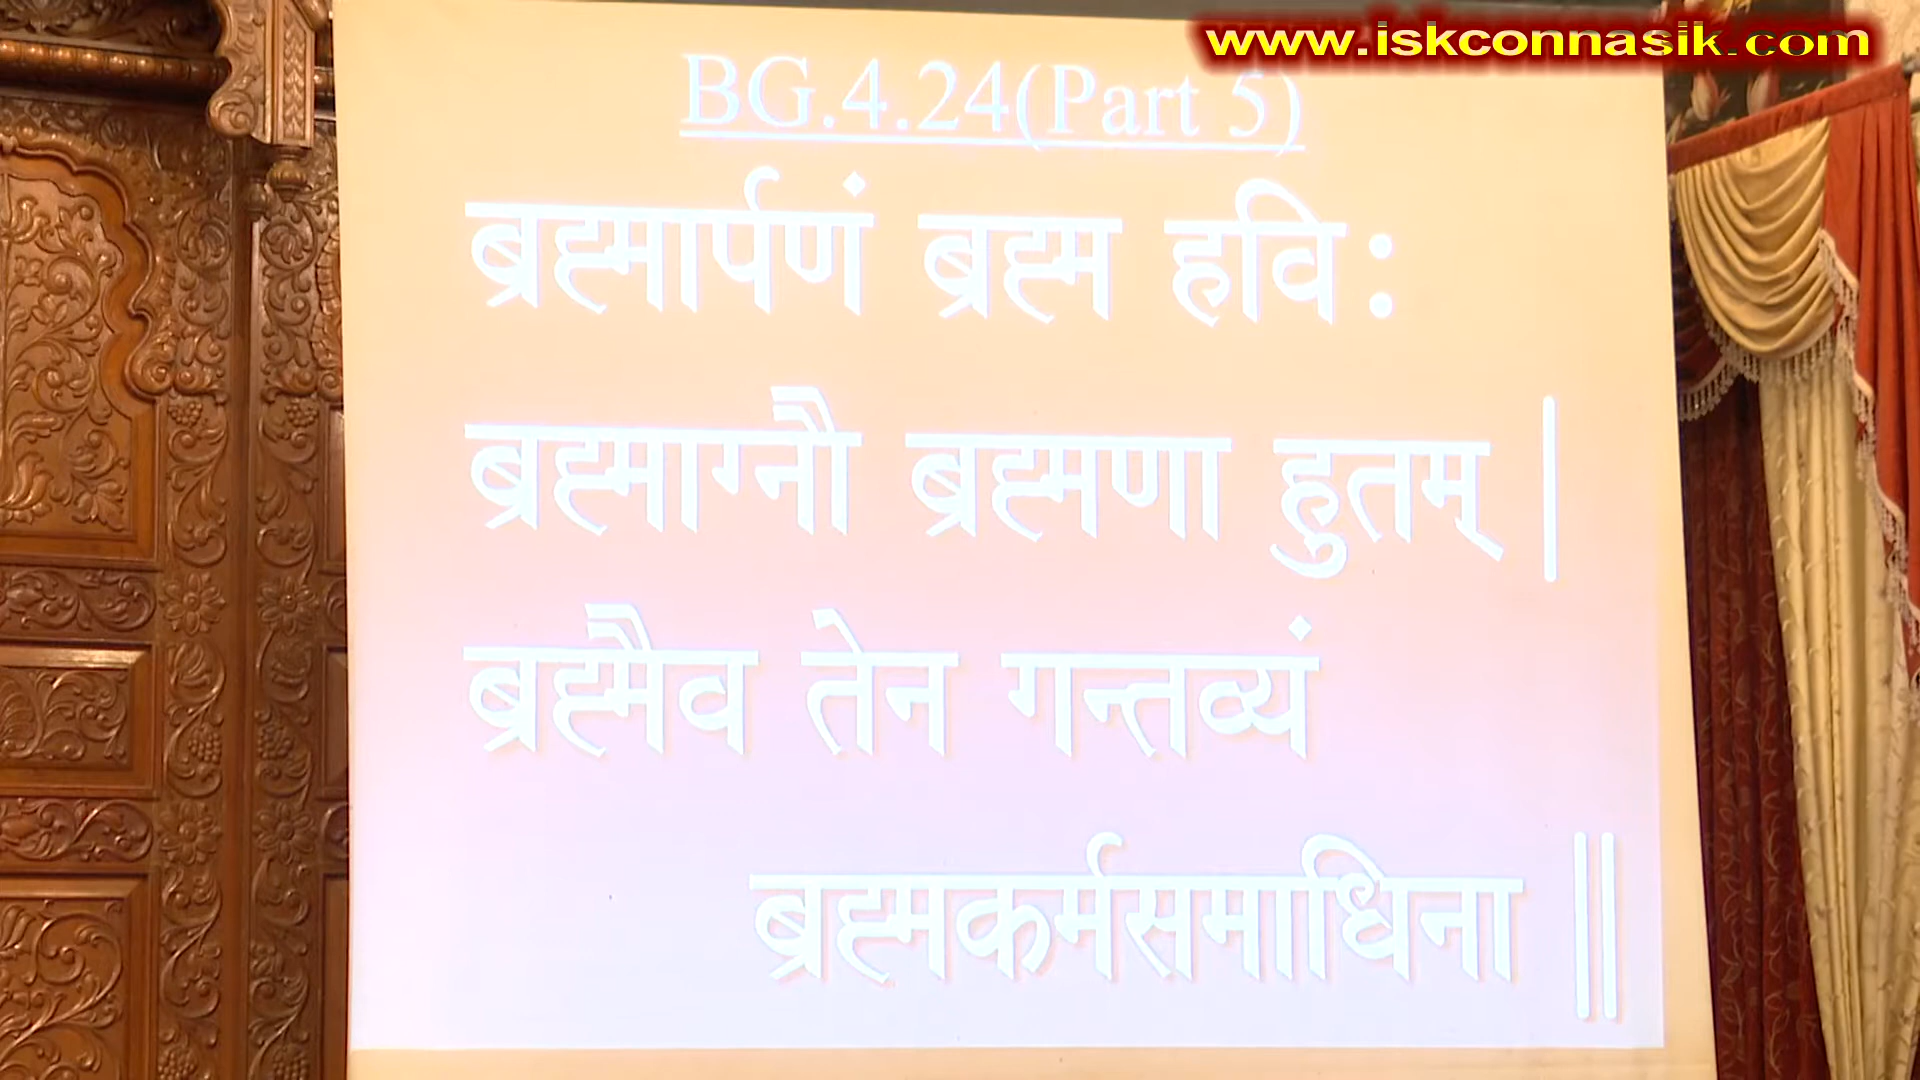 www.iskconnasik.com
BG.4.24(Part 5)
ब्रह्मार्पणं ब्रह्म हवि:
ब्रह्माग्नौ ब्रह्मणा हुतम् |
ब्रह्मैव तेन गन्तव्यं
ब्रह्मकर्मसमाधिना ||